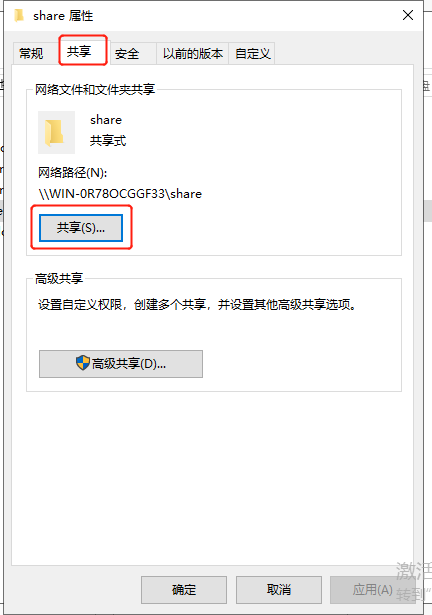 share 属性
常规 共享 安全 以前的版本 自定义
网络文件和文件夹共享
share
共享式
网络路径(N):
\\WIN-0R78OCGGF33\share
共享(S)...
高级共享
设置自定义权限，创建多个共享，并设置其他高级共享选项。
高级共享(D)...
激活
转到"
确定 取消 应用(A)